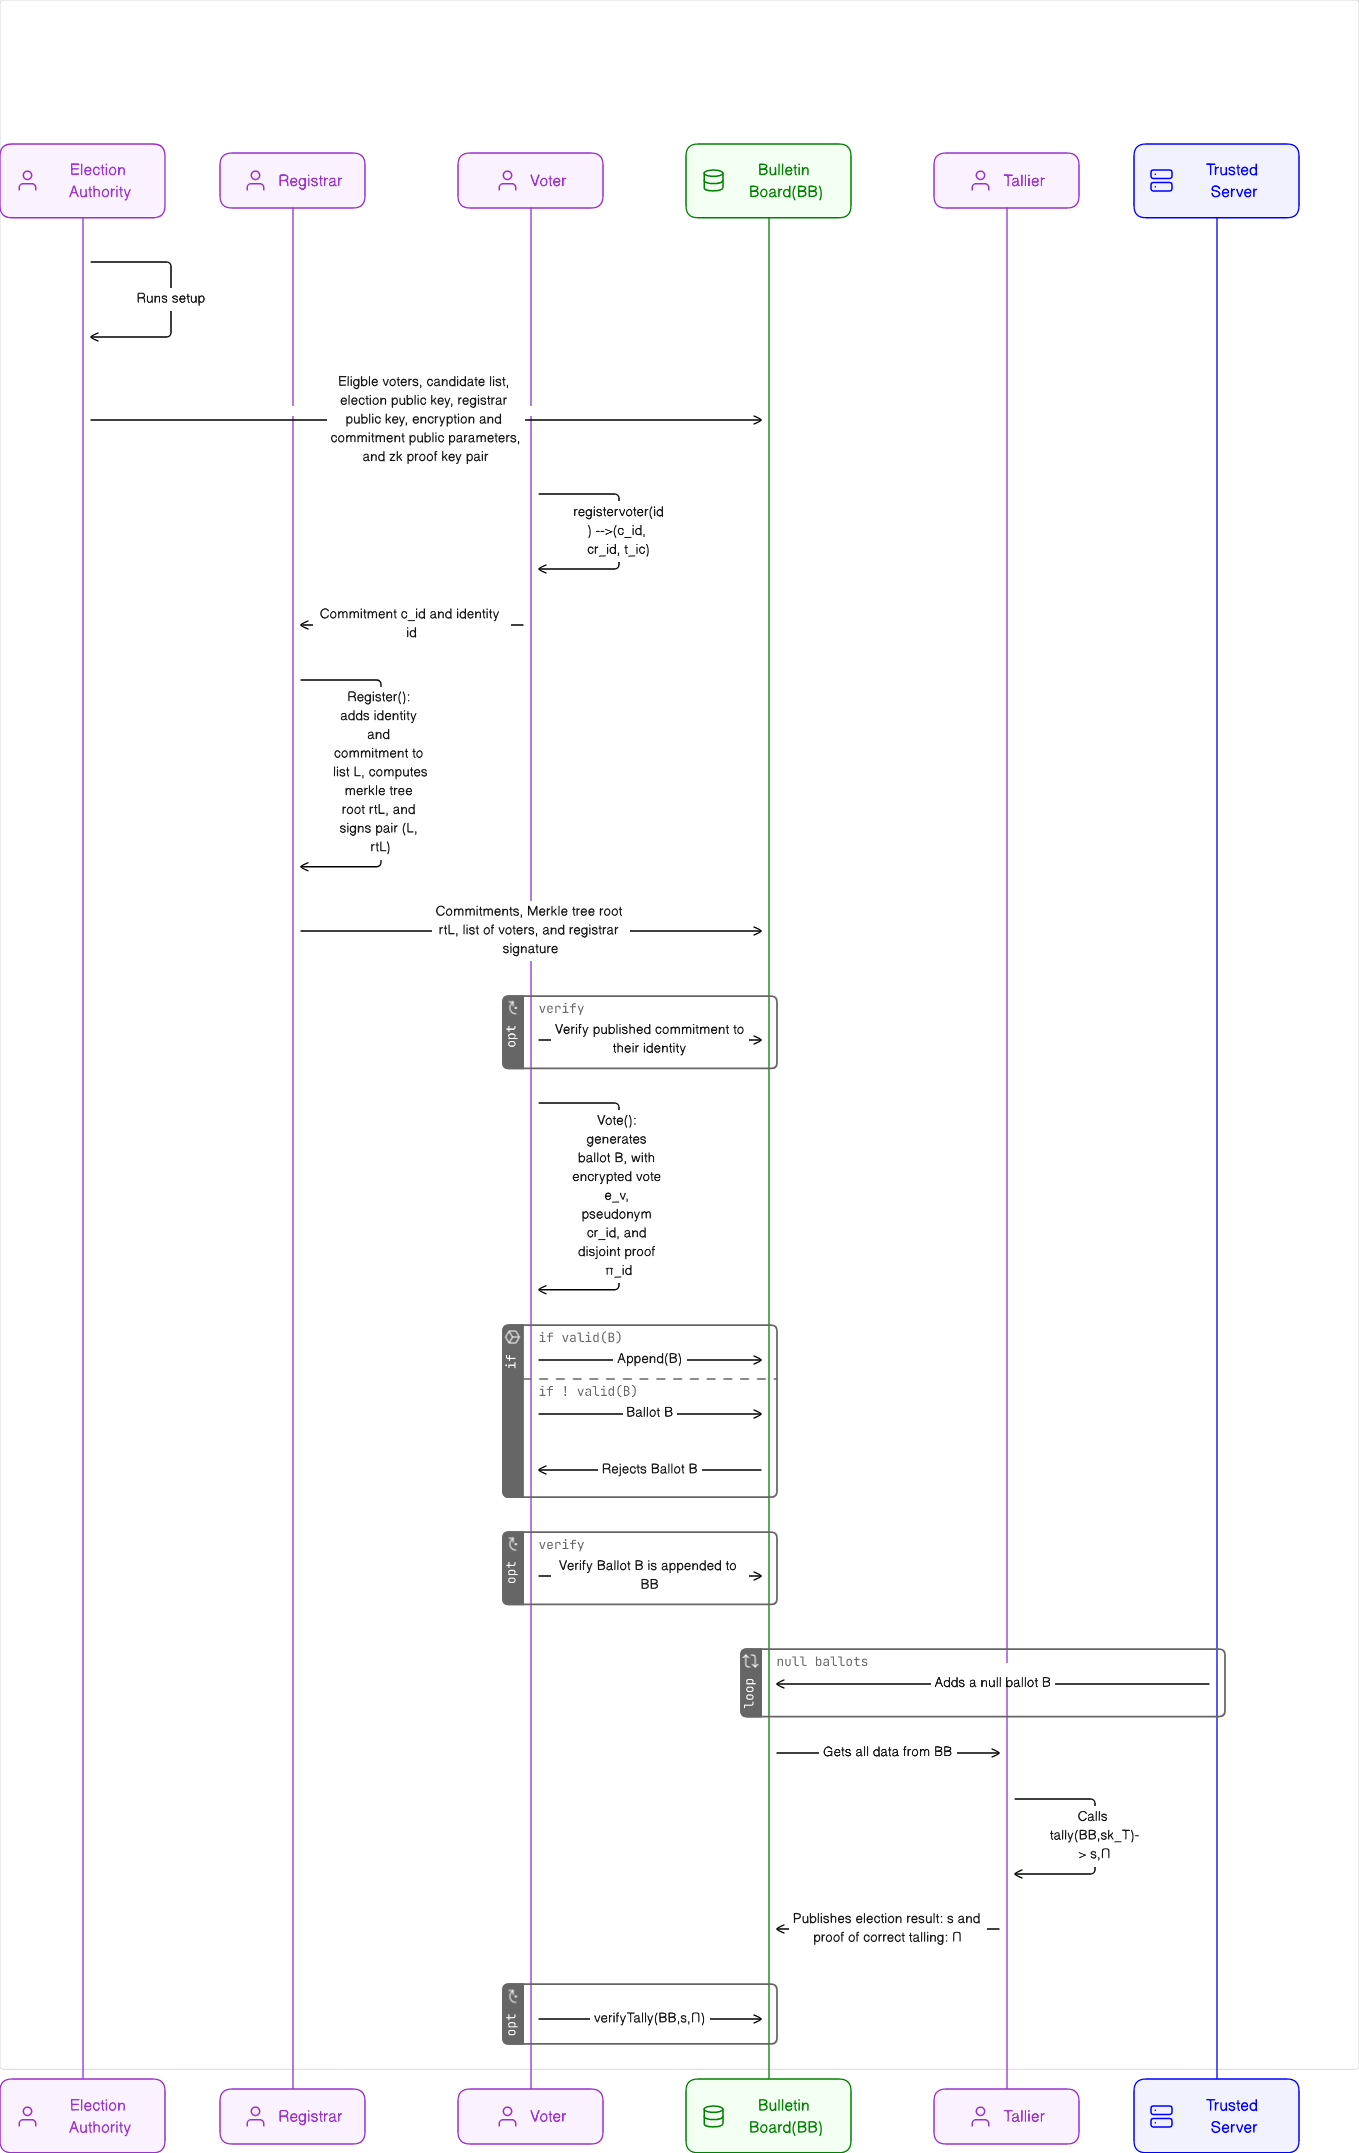 Election
Authority
Registrar
Voter
Bulletin
Board(BB)
Tallier
Trusted
Server
Runs setup
Eligble voters, candidate list,
election public key, registrar
public key, encryption and
commitment public parameters,
and zk proof key pair
registervoter(id
) -->(c_id,
cr_id, t_ic)
Commitment c_id and identity
id
Register():
adds identity
and
commitment to
list L, computes
merkle tree
root rtL, and
signs pair (L,
rtL)
Commitments, Merkle tree root
rtL, list of voters, and registrar
signature
opt
verify
Verify published commitment to
their identity
Vote():
generates
ballot B, with
encrypted vote
e_v,
pseudonym
cr_id, and
disjoint proof
π_id
if
if valid(B)
Append(B)
if ! valid(B)
Ballot B
Rejects Ballot B
opt
verify
Verify Ballot B is appended to
BB
loop
null ballots
Adds a null ballot B
Gets all data from BB
Calls
tally(BB,sk_T)-
> s,Π
Publishes election result: s and
proof of correct talling: Π
opt
verifyTally(BB,s,Π)
Election
Authority
Registrar
Voter
Bulletin
Board(BB)
Tallier
Trusted
Server